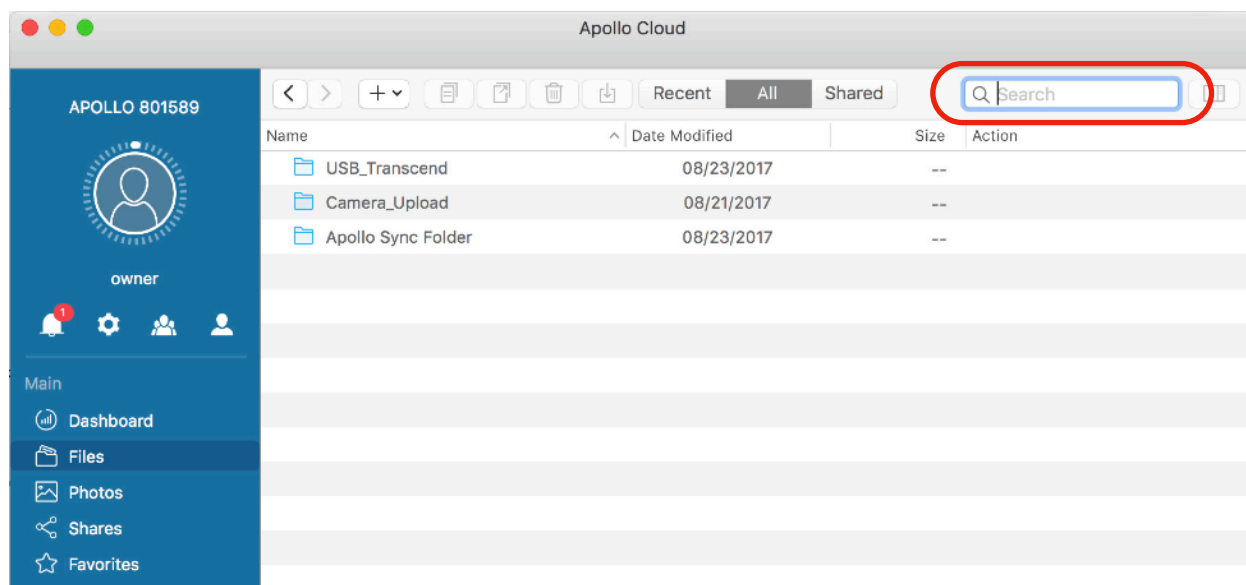 Apollo Cloud
APOLLO 801589
owner
1
Main
Dashboard
Files
Photos
Shares
Favorites
Recent All Shared Search
Name Date Modified Size Action
USB_Transcend 08/23/2017 --
Camera_Upload 08/21/2017 --
Apollo Sync Folder 08/23/2017 --